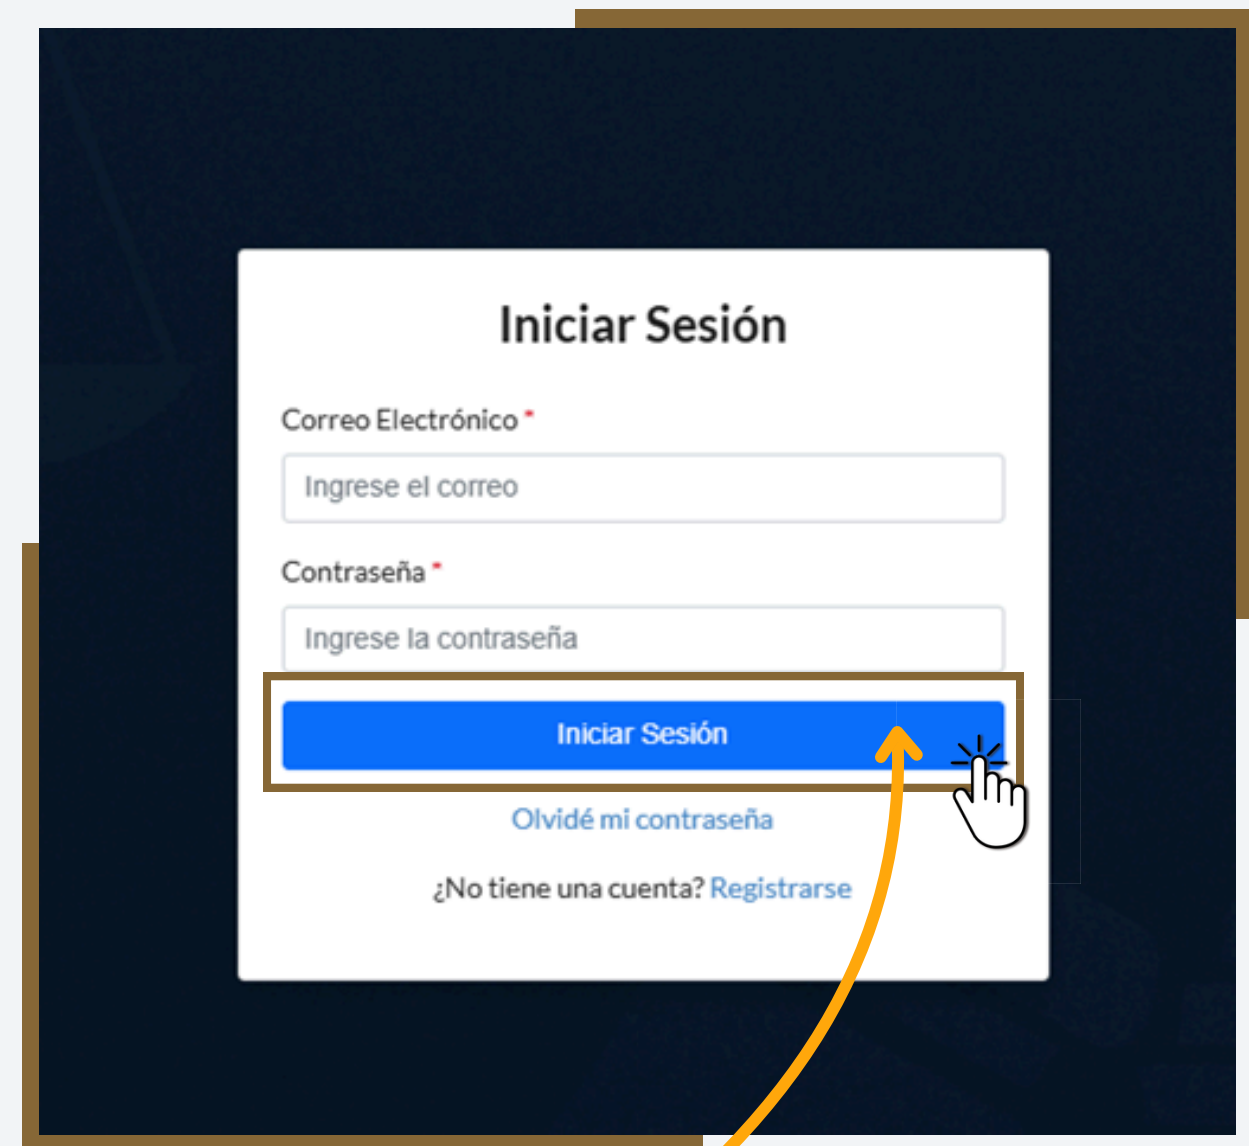 Iniciar Sesión
Correo Electrónico *
Ingrese el correo
Contraseña *
Ingrese la contraseña
Iniciar Sesión
Olvidé mi contraseña
¿No tiene una cuenta? Registrarse